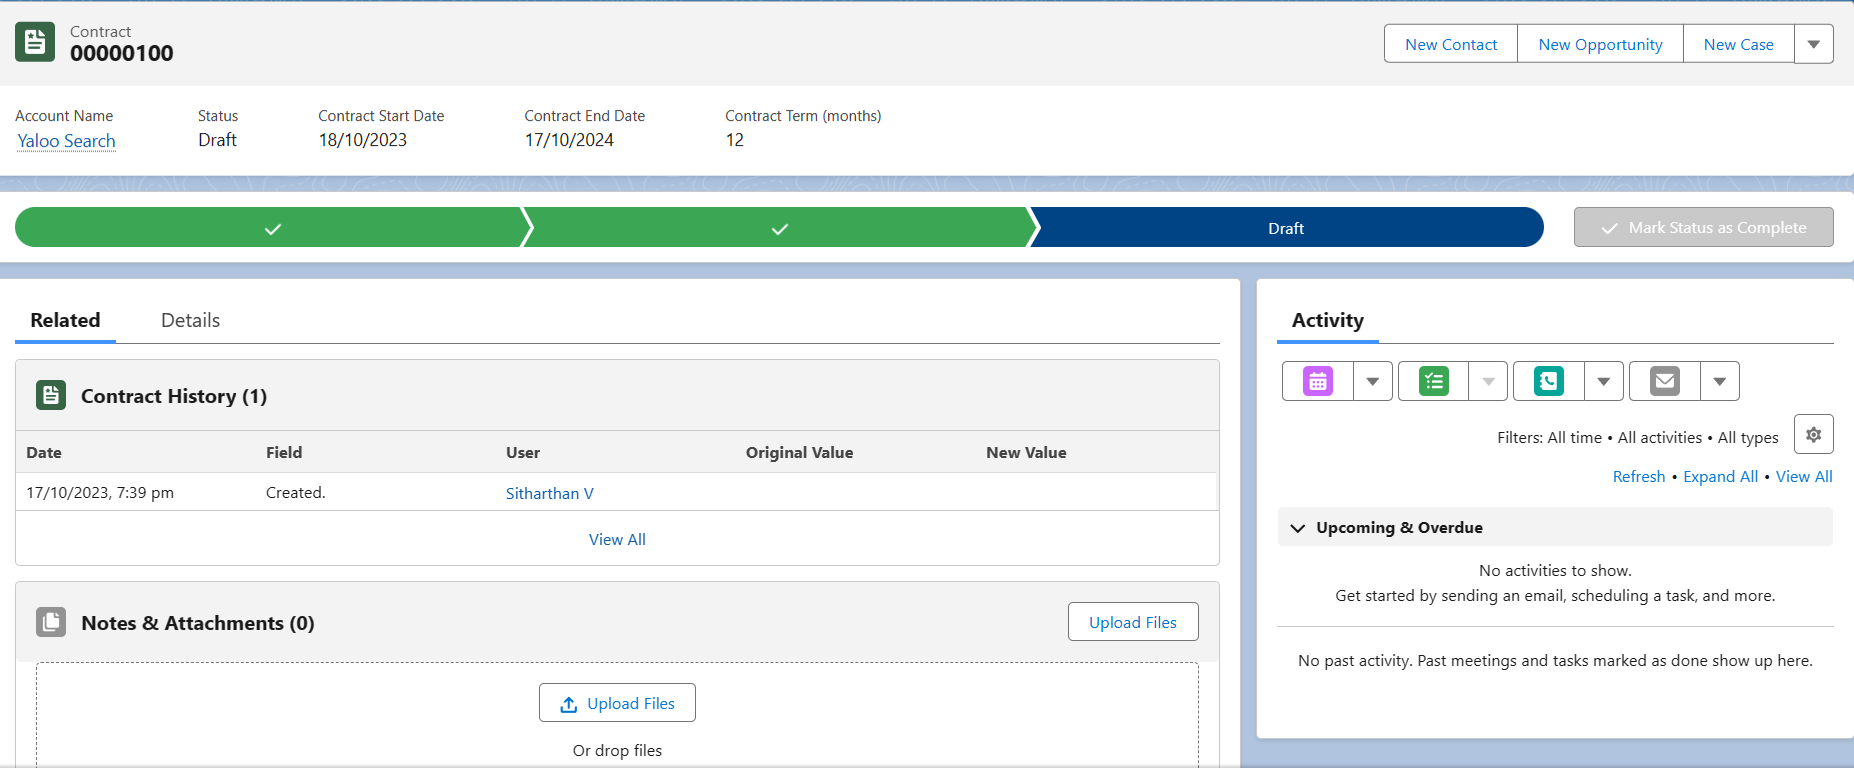 Contract
00000100
New Contact
New Opportunity
New Case
Account Name
Status
Contract Start Date
Contract End Date
Contract Term (months)
Yaloo Search
Draft
18/10/2023
17/10/2024
12
Draft
Mark Status as Complete
Related
Details
Contract History (1)
Date
Field
User
Original Value
New Value
17/10/2023, 7:39 pm
Created.
Sitharthan V
View All
Notes & Attachments (0)
Upload Files
Upload Files
Or drop files
Activity
Filters: All time • All activities • All types
Refresh • Expand All • View All
Upcoming & Overdue
No activities to show.
Get started by sending an email, scheduling a task, and more.
No past activity. Past meetings and tasks marked as done show up here.